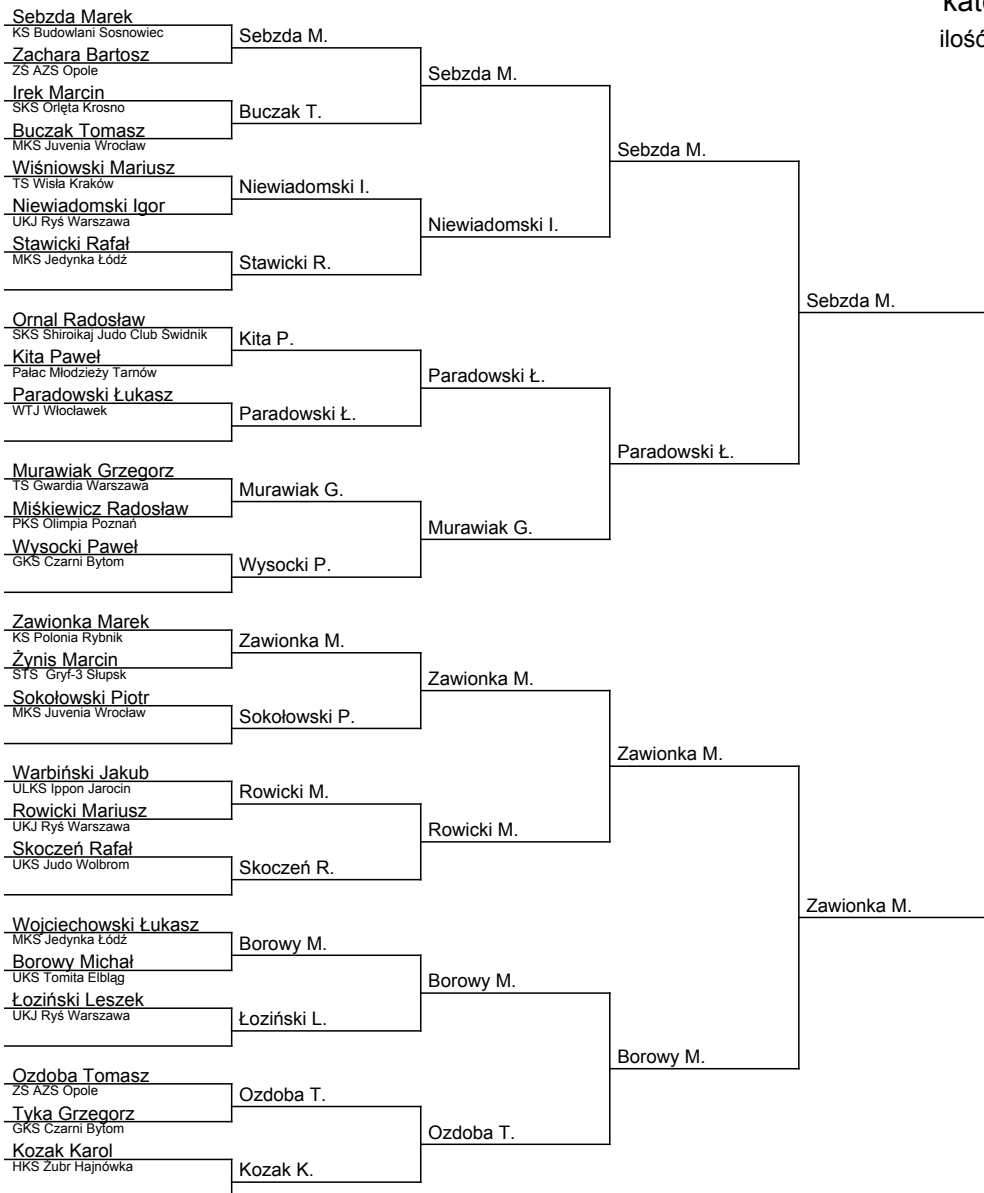 kat
ilość
Sebzda Marek
KS Budowlani Sosnowiec
Zachara Bartosz
ZS AZS Opole
Irek Marcin
SKS Orlęta Krosno
Buczak Tomasz
MKS Juvenia Wrocław
Wiśniowski Mariusz
TS Wisła Kraków
Niewiadomski Igor
UKJ Ryś Warszawa
Stawicki Rafał
MKS Jedynka Łódź
Ornal Radosław
SKS Shiroikaj Judo Club Świdnik
Kita Paweł
Pałac Młodzieży Tarnów
Paradowski Łukasz
WTJ Włocławek
Murawiak Grzegorz
TS Gwardia Warszawa
Miśkiewicz Radosław
PKS Olimpia Poznań
Wysocki Paweł
GKS Czarni Bytom
Zawionka Marek
KS Polonia Rybnik
Żynis Marcin
STS Gryf-3 Słupsk
Sokołowski Piotr
MKS Juvenia Wrocław
Warbiński Jakub
ULKS Ippon Jarocin
Rowicki Mariusz
UKJ Ryś Warszawa
Skoczeń Rafał
UKS Judo Wolbrom
Wojciechowski Łukasz
MKS Jedynka Łódź
Borowy Michał
UKS Tomita Elbląg
Łoziński Leszek
UKJ Ryś Warszawa
Ozdoba Tomasz
ZS AZS Opole
Tyka Grzegorz
GKS Czarni Bytom
Kozak Karol
HKS Żubr Hajnówka
Sebzda M.
Buczak T.
Niewiadomski I.
Stawicki R.
Kita P.
Paradowski Ł.
Murawiak G.
Wysocki P.
Zawionka M.
Sokołowski P.
Rowicki M.
Skoczeń R.
Borowy M.
Łoziński L.
Ozdoba T.
Kozak K.
Sebzda M.
Niewiadomski I.
Paradowski Ł.
Murawiak G.
Zawionka M.
Rowicki M.
Borowy M.
Ozdoba T.
Sebzda M.
Paradowski Ł.
Zawionka M.
Borowy M.
Sebzda M.
Zawionka M.